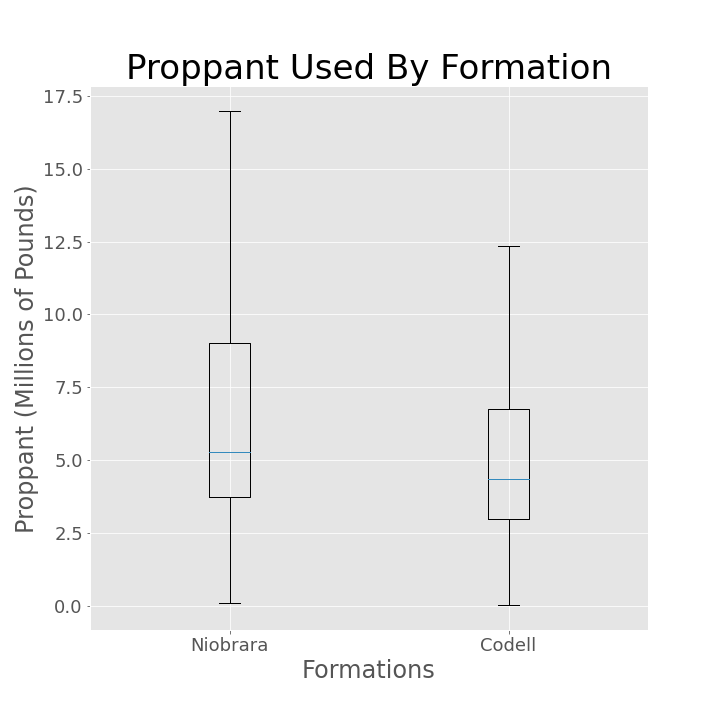 Proppant Used By Formation
17.5
15.0
12.5
10.0
7.5
5.0
2.5
0.0
Proppant (Millions of Pounds)
Niobrara
Codell
Formations